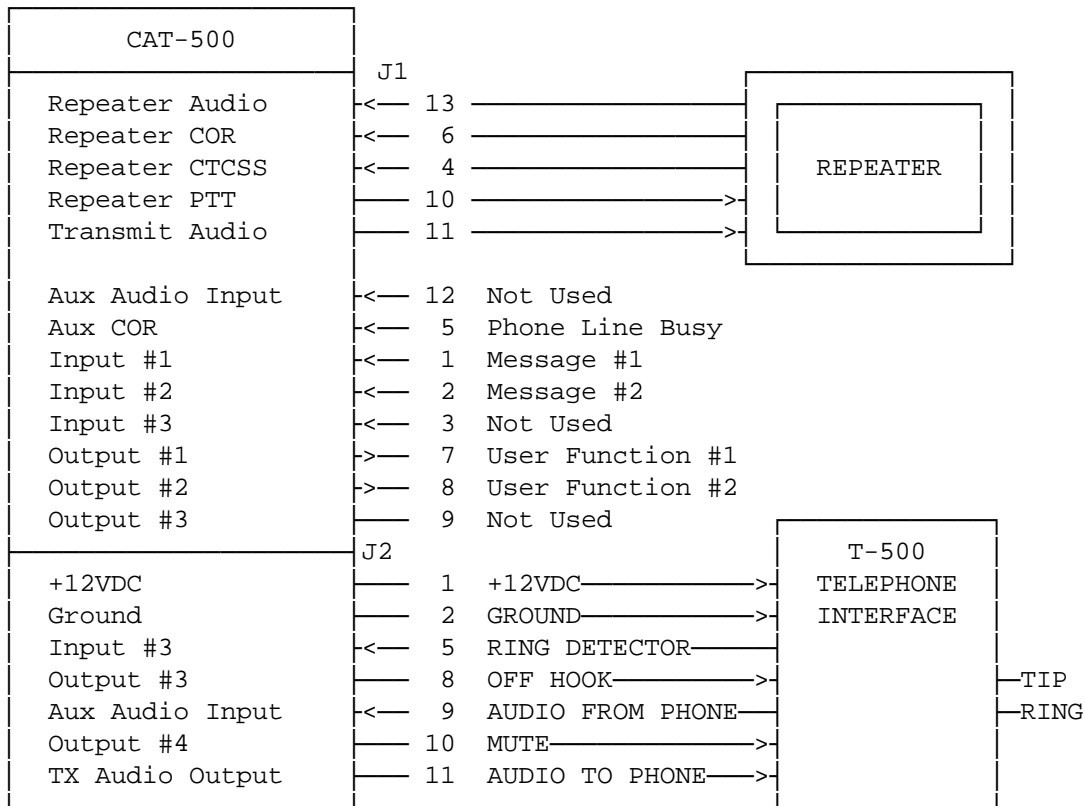 CAT-500
J1
Repeater Audio 13
Repeater COR 6
Repeater CTCSS 4 REPEATER
Repeater PTT 10
Transmit Audio 11
Aux Audio Input 12 Not Used
Aux COR 5 Phone Line Busy
Input #1 1 Message #1
Input #2 2 Message #2
Input #3 3 Not Used
Output #1 7 User Function #1
Output #2 8 User Function #2
Output #3 9 Not Used
J2 T-500
+12VDC 1 +12VDC TELEPHONE
Ground 2 GROUND INTERFACE
Input #3 5 RING DETECTOR
Output #3 8 OFF HOOK TIP
Aux Audio Input 9 AUDIO FROM PHONE RING
Output #4 10 MUTE
TX Audio Output 11 AUDIO TO PHONE